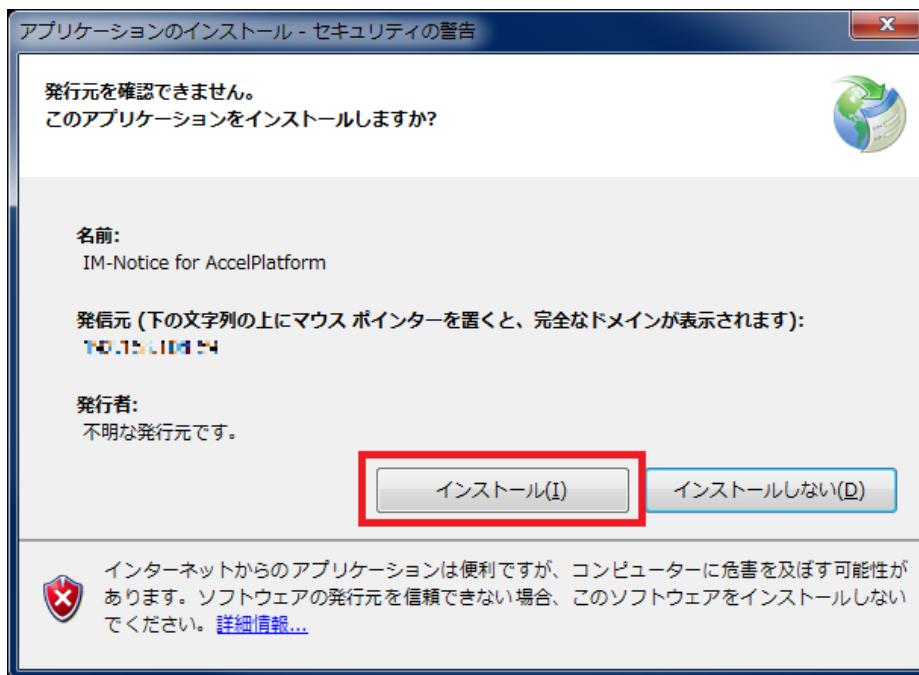 アプリケーションのインストール - セキュリティの警告
発行元を確認できません。
このアプリケーションをインストールしますか?
名前:
IM-Notice for AccelPlatform
発信元 (下の文字列の上にマウス ポインターを置くと、完全なドメインが表示されます):
発行者:
不明な発行元です。
インストール(I)
インストールしない(D)
インターネットからのアプリケーションは便利ですが、コンピューターに危害を及ぼす可能性が
あります。ソフトウェアの発行元を信頼できない場合、このソフトウェアをインストールしない
でください。詳細情報...